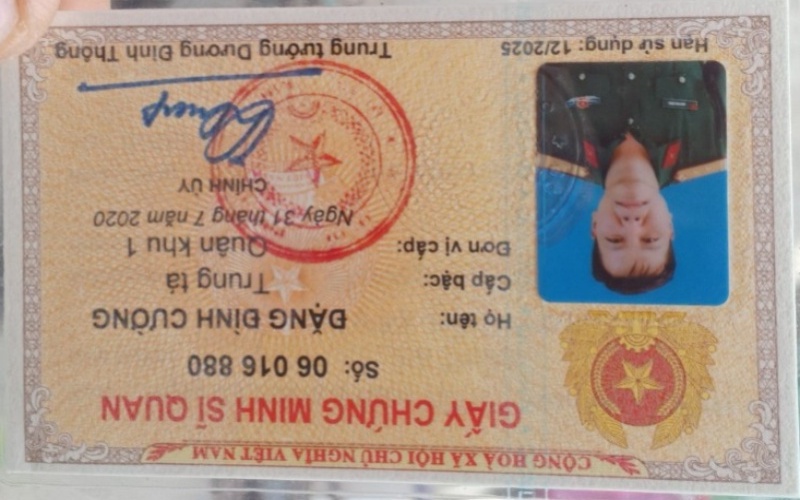 CỘNG HOÀ XÃ HỘI CHỦ NGHĨA VIỆT NAM
GIẤY CHỨNG MINH SĨ QUAN
Số: 06 016 880
Họ tên: ĐẶNG ĐÌNH CƯỜNG
Cấp bậc: Trung tá
Đơn vị cấp: Quân khu 1
Ngày 31 tháng 7 năm 2020
CHÍNH ỦY
Hạn sử dụng: 12/2025
Trung tướng Dương Đình Thông